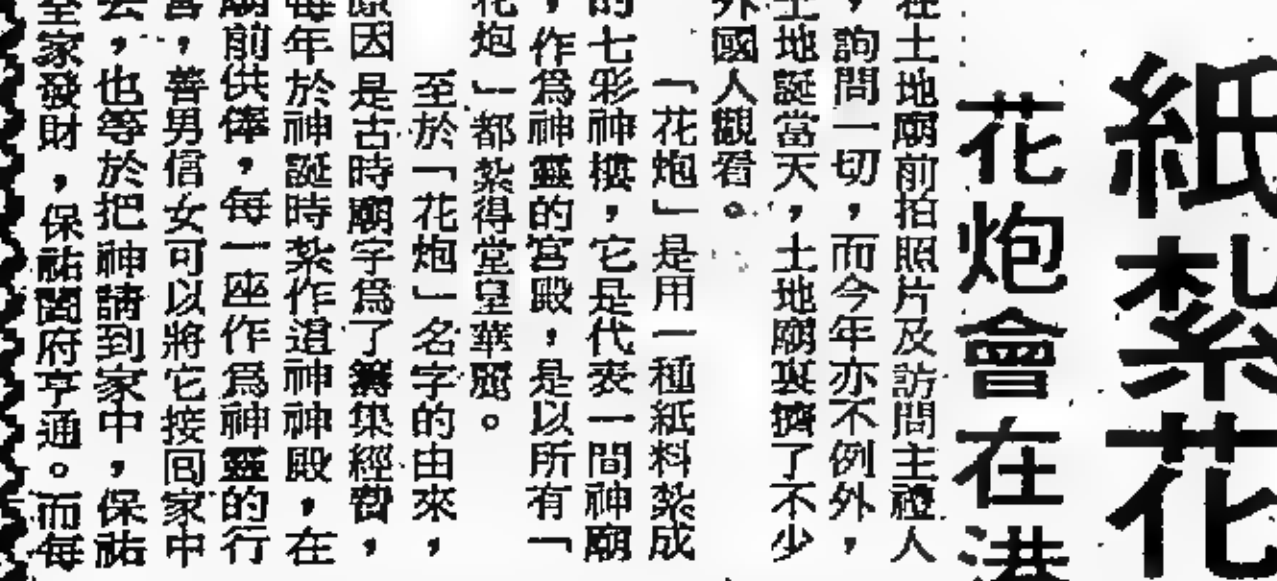 紙紮花
花炮會在港
在土地廟前拍照片及訪問主禮人
，詢問一切，而今年亦不例外，
土地誕當天，土地廟裏擠了不少
外國人觀看。
「花炮」是用一種紙料紮成
的七彩神樓，它是代表一間神廟
，作爲神靈的宮殿，是以所有「
花炮」都紮得堂皇華麗。
至於「花炮」名字的由來，
原因是古時廟字爲了籌集經費，
每年於神誕時紮作這神神殿，在
廟前供俸，每一座作爲神靈的行
宮，善男信女可以將它接回家中
去，也等於把神請到家中，保祐
全家發財，保祐闔府亨通。而每